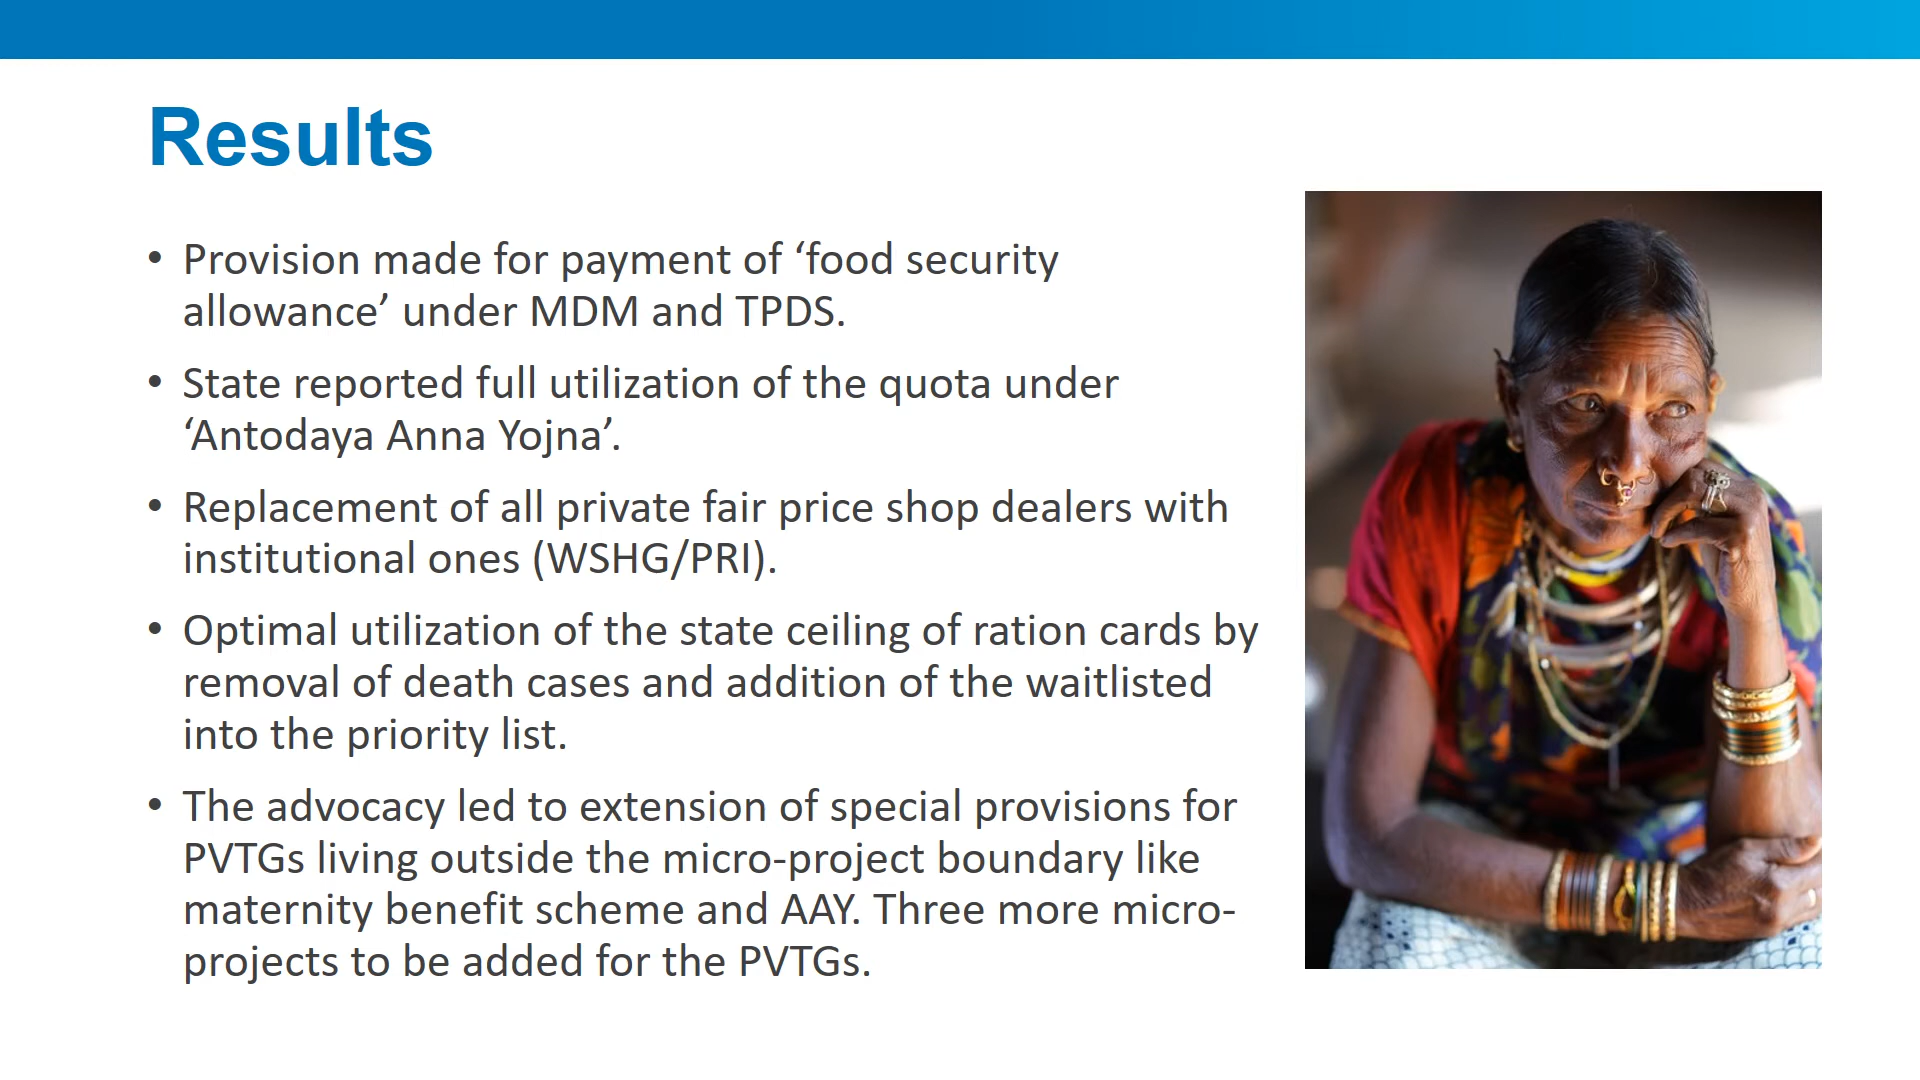 Results
• Provision made for payment of ‘food security
allowance’ under MDM and TPDS.
• State reported full utilization of the quota under
‘Antodaya Anna Yojna’.
• Replacement of all private fair price shop dealers with
institutional ones (WSHG/PRI).
• Optimal utilization of the state ceiling of ration cards by
removal of death cases and addition of the waitlisted
into the priority list.
• The advocacy led to extension of special provisions for
PVTGs living outside the micro-project boundary like
maternity benefit scheme and AAY. Three more micro-
projects to be added for the PVTGs.